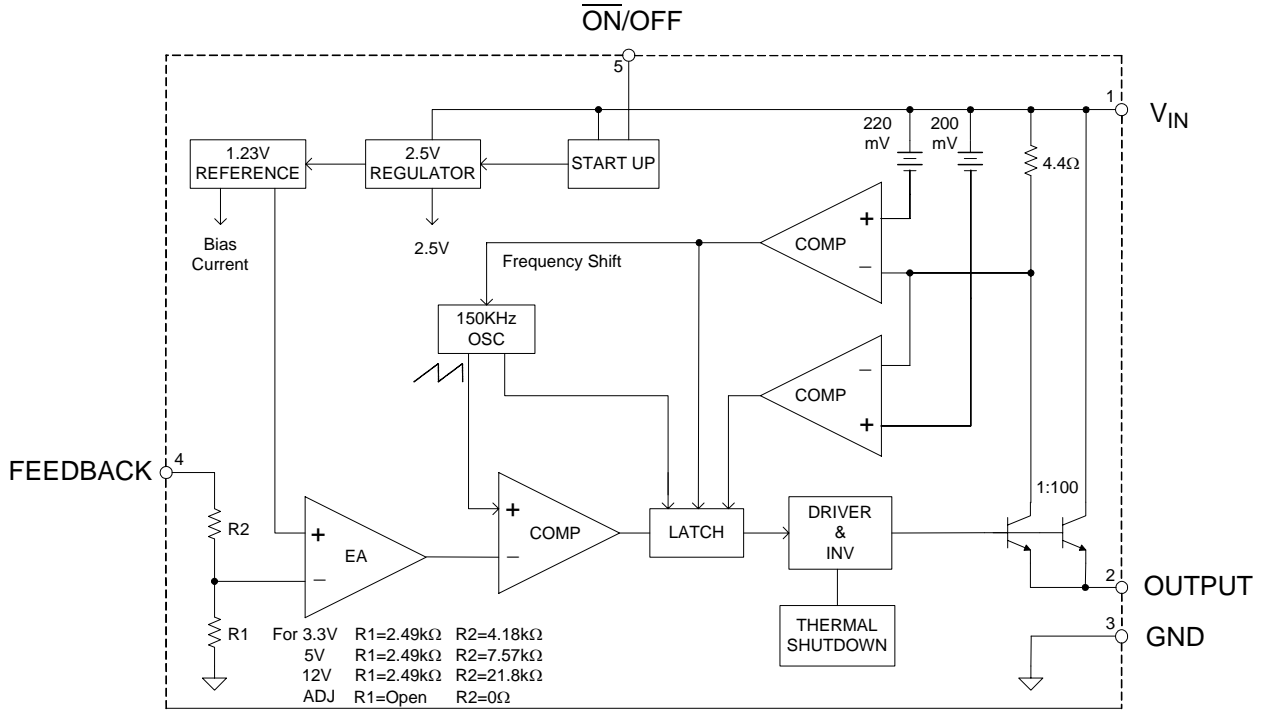 ON/OFF
5
1
VIN
220
mV
200
mV
4.4Ω
1.23V
REFERENCE
2.5V
REGULATOR
START UP
Bias
Current
2.5V
+
COMP
−
Frequency Shift
150KHz
OSC
−
COMP
+
FEEDBACK
4
R2
R1
+
EA
−
+
COMP
−
LATCH
DRIVER
&
INV
THERMAL
SHUTDOWN
1:100
2
OUTPUT
3
GND
For 3.3V R1=2.49kΩ R2=4.18kΩ
5V R1=2.49kΩ R2=7.57kΩ
12V R1=2.49kΩ R2=21.8kΩ
ADJ R1=Open R2=0Ω